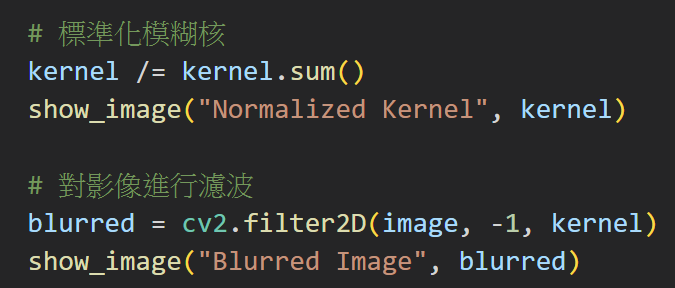 # 標準化模糊核
kernel /= kernel.sum()
show_image("Normalized Kernel", kernel)
# 對影像進行濾波
blurred = cv2.filter2D(image, -1, kernel)
show_image("Blurred Image", blurred)